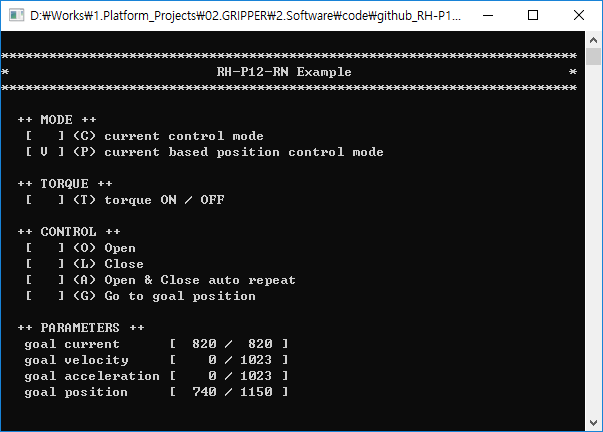 D:₩Works₩1.Platform_Projects₩02.GRIPPER₩2.Software₩code₩github_RH-P1...
************************************************************************
* RH-P12-RN Example *
************************************************************************
++ MODE ++
[   ] (C) current control mode
[ V ] (P) current based position control mode
++ TORQUE ++
[   ] (T) torque ON / OFF
++ CONTROL ++
[   ] (O) Open
[   ] (L) Close
[   ] (A) Open & Close auto repeat
[   ] (G) Go to goal position
++ PARAMETERS ++
goal current      [  820 /  820 ]
goal velocity     [    0 / 1023 ]
goal acceleration [    0 / 1023 ]
goal position     [  740 / 1150 ]